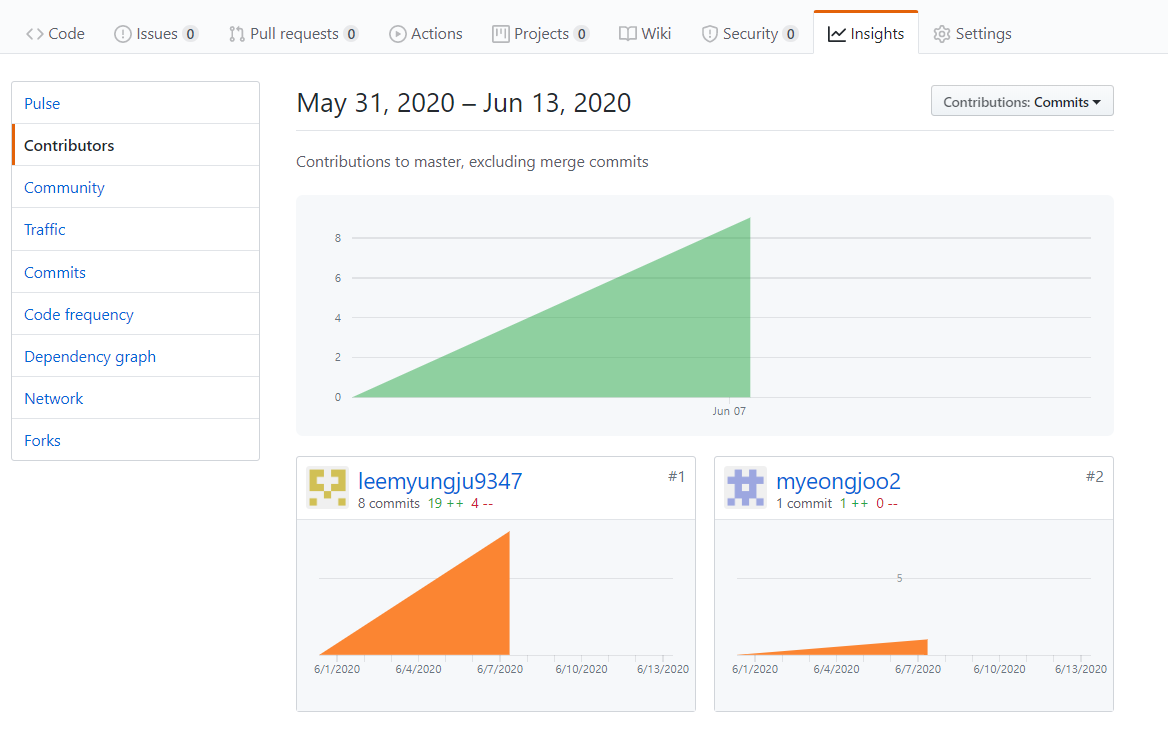 Code Issues 0 Pull requests 0 Actions Projects 0 Wiki Security 0 Insights Settings
Pulse
Contributors
Community
Traffic
Commits
Code frequency
Dependency graph
Network
Forks
May 31, 2020 – Jun 13, 2020
Contributions: Commits
Contributions to master, excluding merge commits
8
6
4
2
0
Jun 07
leemyungju9347 #1
8 commits 19 ++ 4 --
6/1/2020 6/4/2020 6/7/2020 6/10/2020 6/13/2020
myeongjoo2 #2
1 commit 1 ++ 0 --
5
6/1/2020 6/4/2020 6/7/2020 6/10/2020 6/13/2020